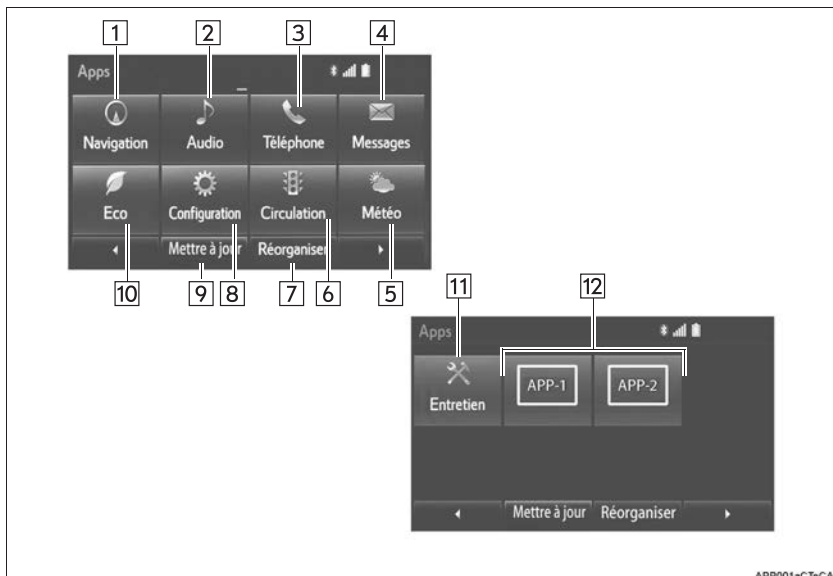 1 2 3 4
Apps
Navigation Audio Téléphone Messages
Eco Configuration Circulation Météo
Mettre à jour Réorganiser
10 9 8 7 6 5
11 12
Apps
Entretien APP-1 APP-2
Mettre à jour Réorganiser